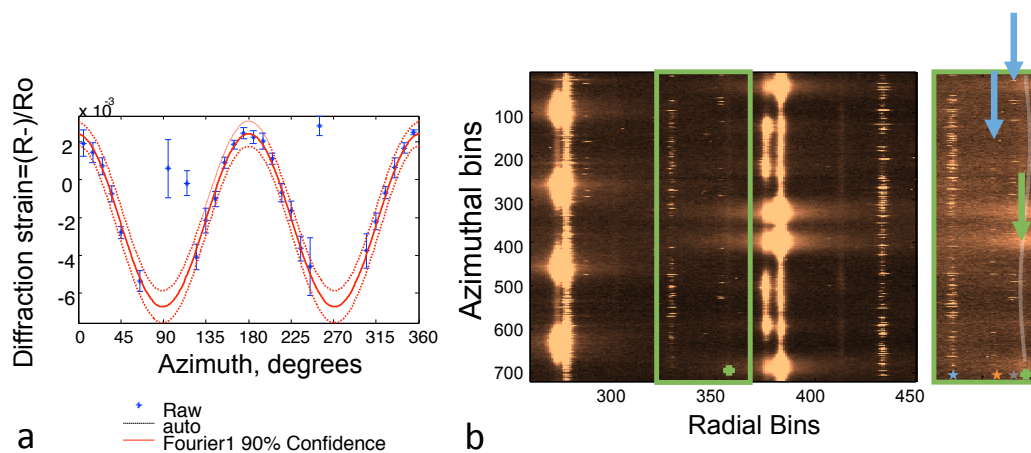 x 10-3
Diffraction strain=(R-)/Ro
2
0
-2
-4
-6
0 45 90 135 180 225 270 315 360
Azimuth, degrees
Raw
auto
Fourier1 90% Confidence
a
Azimuthal bins
100
200
300
400
500
600
700
300 350 400 450
Radial Bins
b